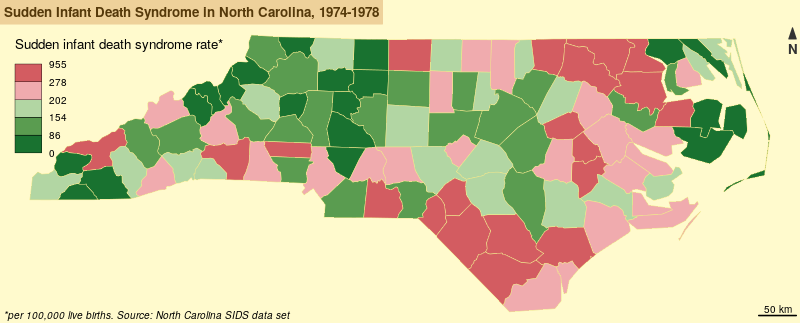 Sudden Infant Death Syndrome in North Carolina, 1974-1978
Sudden infant death syndrome rate*
955
278
202
154
86
0
N
50 km
*per 100,000 live births. Source: North Carolina SIDS data set